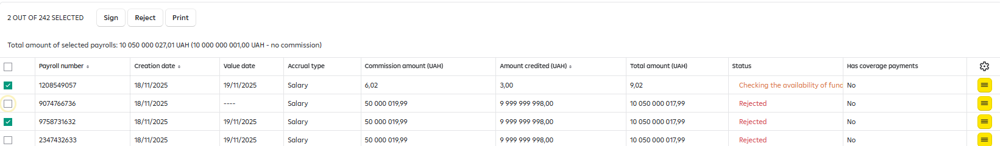 2 OUT OF 242 SELECTED Sign Reject Print
Total amount of selected payrolls: 10 050 000 027,01 UAH (10 000 000 001,00 UAH - no commission)
Payroll number Creation date Value date Accrual type Commission amount (UAH) Amount credited (UAH) Total amount (UAH) Status Has coverage payments
1208549057 18/11/2025 19/11/2025 Salary 6,02 3,00 9,02 Checking the availability of func No
9074766736 18/11/2025 ---- Salary 50 000 019,99 9 999 999 998,00 10 050 000 017,99 Rejected No
9758731632 18/11/2025 19/11/2025 Salary 50 000 019,99 9 999 999 998,00 10 050 000 017,99 Rejected No
2347432633 18/11/2025 19/11/2025 Salary 50 000 019,99 9 999 999 998,00 10 050 000 017,99 Rejected No